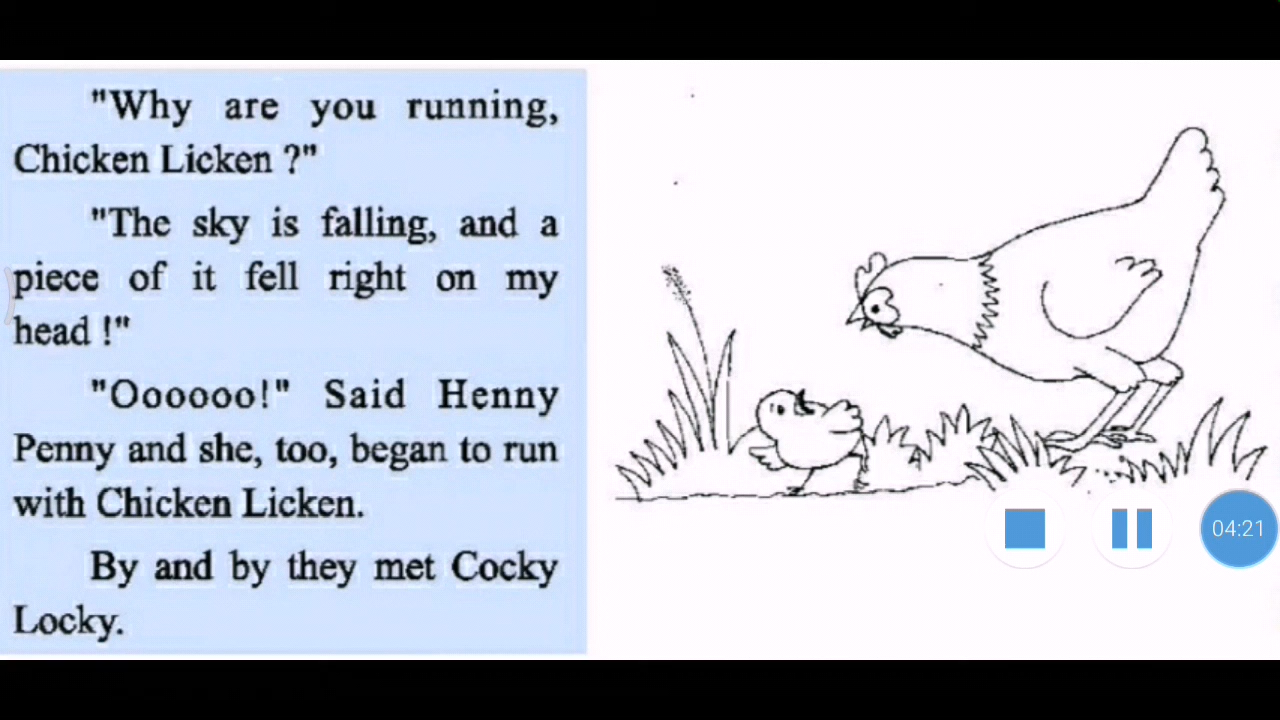 "Why are you running,
Chicken Licken ?"
"The sky is falling, and a
piece of it fell right on my
head !"
"Oooooo!" Said Henny
Penny and she, too, began to run
with Chicken Licken.
By and by they met Cocky
Locky.
04:21